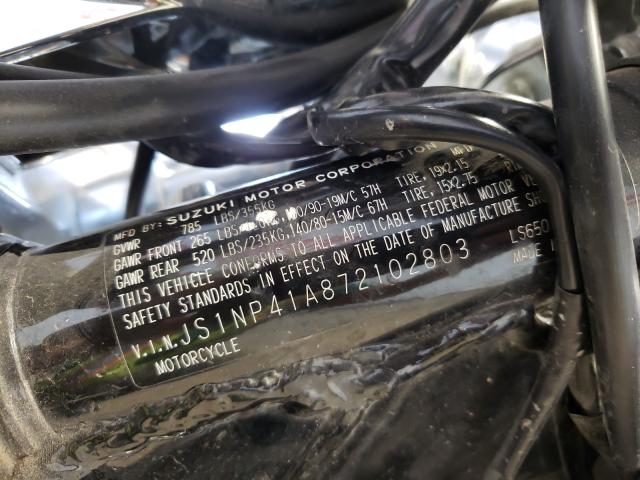 MFD BY: SUZUKI MOTOR CORPORATION
GVWR 785 LBS/355KG
GAWR FRONT 265 LBS 100/90-19M/C 57H TIRE, 19X2.15
GAWR REAR 520 LBS/235KG,140/80-15M/C 67H TIRE, 15X2.15
THIS VEHICLE CONFORMS TO ALL APPLICABLE FEDERAL MOTOR
SAFETY STANDARDS IN EFFECT ON THE DATE OF MANUFACTURE
V.I.N.JS1NP41A872102803 LS650
MOTORCYCLE MADE